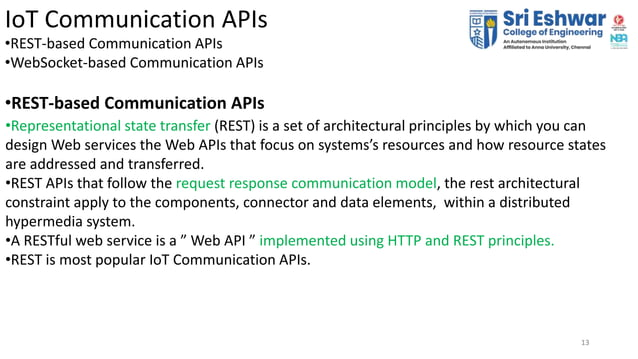 IoT Communication APIs
•REST-based Communication APIs
•WebSocket-based Communication APIs
Sri Eshwar
College of Engineering
An Autonomous Institution
Affiliated to Anna University, Chennai
NBA
•REST-based Communication APIs
•Representational state transfer (REST) is a set of architectural principles by which you can
design Web services the Web APIs that focus on systems’s resources and how resource states
are addressed and transferred.
•REST APIs that follow the request response communication model, the rest architectural
constraint apply to the components, connector and data elements, within a distributed
hypermedia system.
•A RESTful web service is a ” Web API ” implemented using HTTP and REST principles.
•REST is most popular IoT Communication APIs.
13